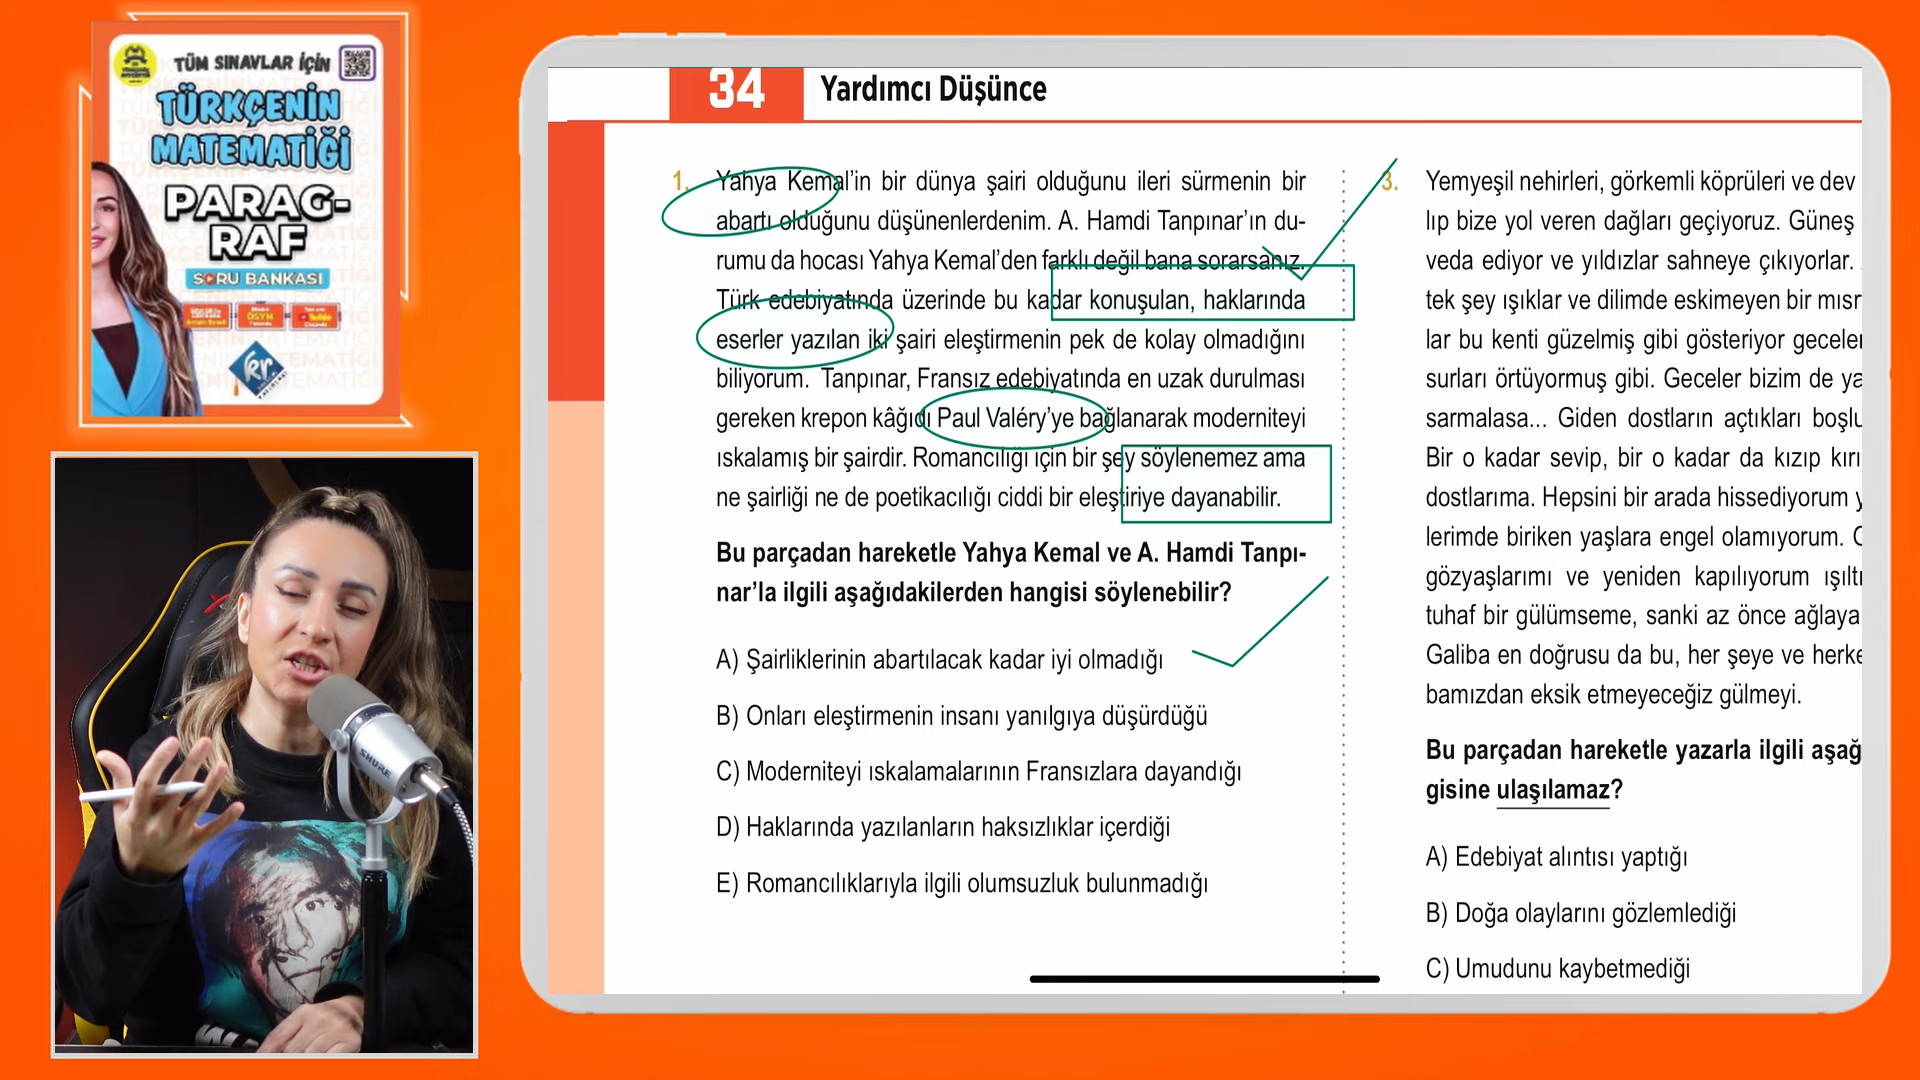 TÜM SINAVLAR İÇİN
TÜRKÇENİN
MATEMATİĞİ
PARAG-
RAF
SORU BANKASI
SHURE
34 Yardımcı Düşünce
1. Yahya Kemal’in bir dünya şairi olduğunu ileri sürmenin bir
abartı olduğunu düşünenlerdenim. A. Hamdi Tanpınar’ın du-
rumu da hocası Yahya Kemal’den farklı değil bana sorarsanız.
Türk edebiyatında üzerinde bu kadar konuşulan, haklarında
eserler yazılan iki şairi eleştirmenin pek de kolay olmadığını
biliyorum. Tanpınar, Fransız edebiyatında en uzak durulması
gereken krepon kâğıdı Paul Valéry’ye bağlanarak moderniteyi
ıskalamış bir şairdir. Romancılığı için bir şey söylenemez ama
ne şairliği ne de poetikacılığı ciddi bir eleştiriye dayanabilir.
Bu parçadan hareketle Yahya Kemal ve A. Hamdi Tanpı-
nar’la ilgili aşağıdakilerden hangisi söylenebilir?
A) Şairliklerinin abartılacak kadar iyi olmadığı
B) Onları eleştirmenin insanı yanılgıya düşürdüğü
C) Moderniteyi ıskalamalarının Fransızlara dayandığı
D) Haklarında yazılanların haksızlıklar içerdiği
E) Romancılıklarıyla ilgili olumsuzluk bulunmadığı
3. Yemyeşil nehirleri, görkemli köprüleri ve dev
lıp bize yol veren dağları geçiyoruz. Güneş
veda ediyor ve yıldızlar sahneye çıkıyorlar.
tek şey ışıklar ve dilimde eskimeyen bir mısr
lar bu kenti güzelmiş gibi gösteriyor geceler
surları örtüyormuş gibi. Geceler bizim de ya
sarmalasa... Giden dostların açtıkları boşlu
Bir o kadar sevip, bir o kadar da kızıp kırı
dostlarıma. Hepsini bir arada hissediyorum y
lerimde biriken yaşlara engel olamıyorum.
gözyaşlarımı ve yeniden kapılıyorum ışıltı
tuhaf bir gülümseme, sanki az önce ağlaya
Galiba en doğrusu da bu, her şeye ve herke
bamızdan eksik etmeyeceğiz gülmeyi.
Bu parçadan hareketle yazarla ilgili aşağ
gisine ulaşılamaz?
A) Edebiyat alıntısı yaptığı
B) Doğa olaylarını gözlemlediği
C) Umudunu kaybetmediği